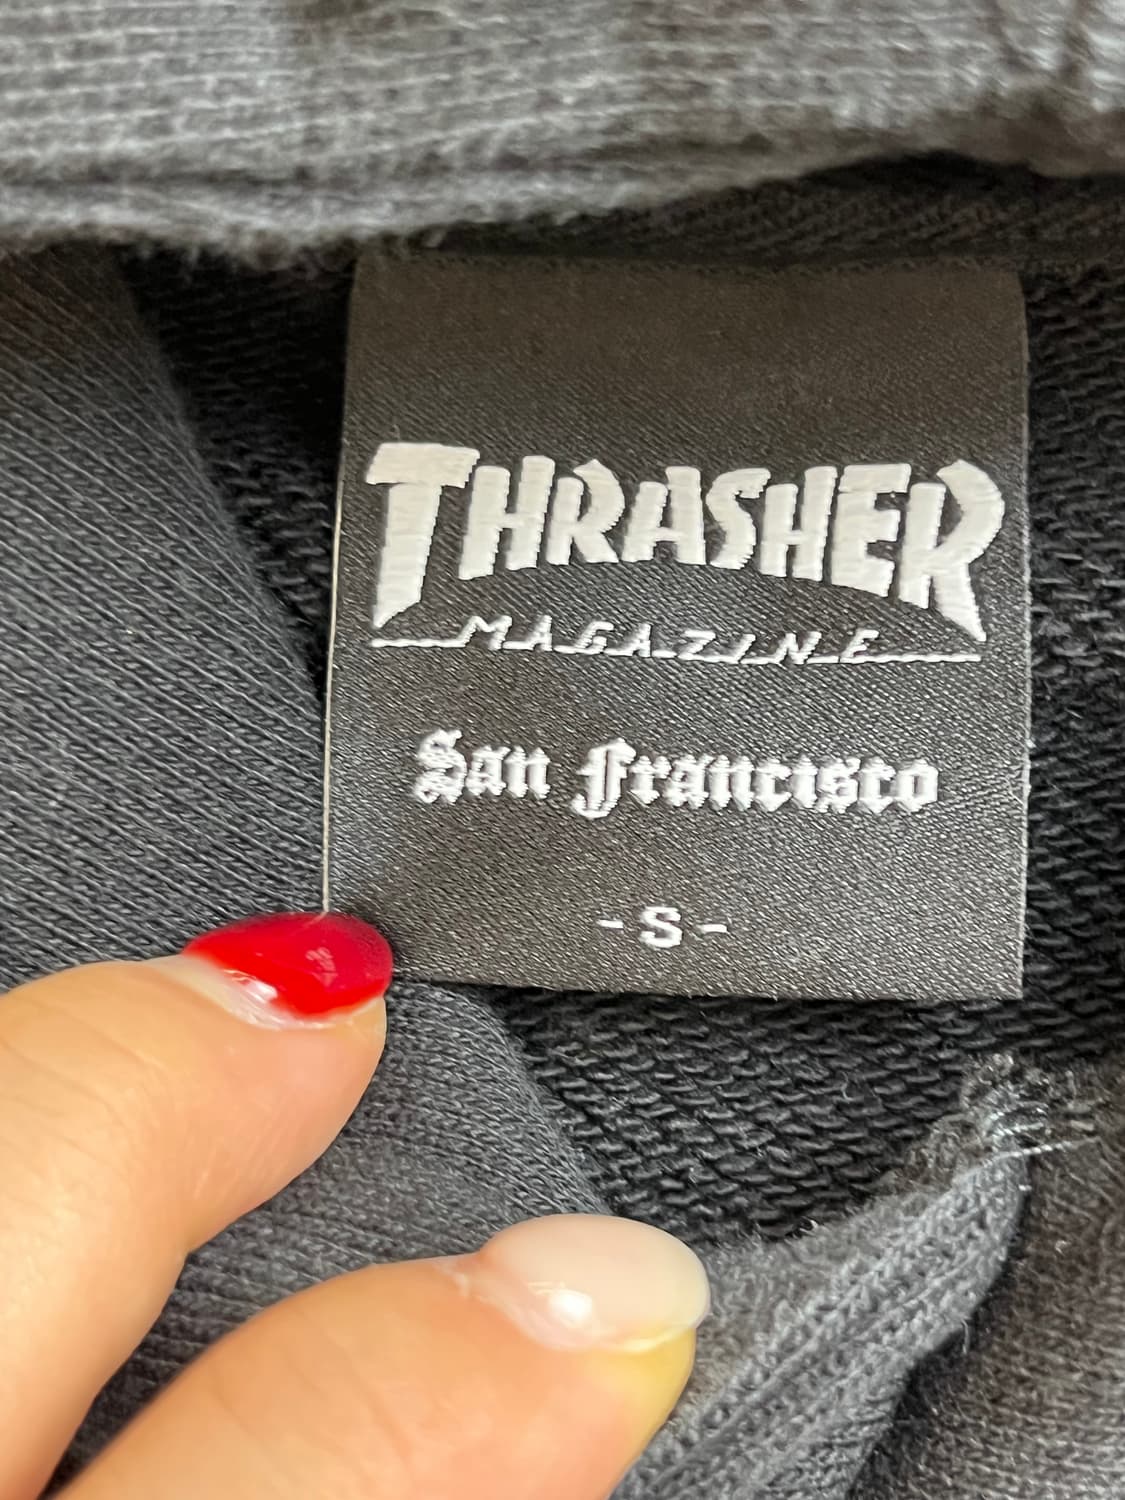 THRASHER
MAGAZINE
San Francisco
-S-